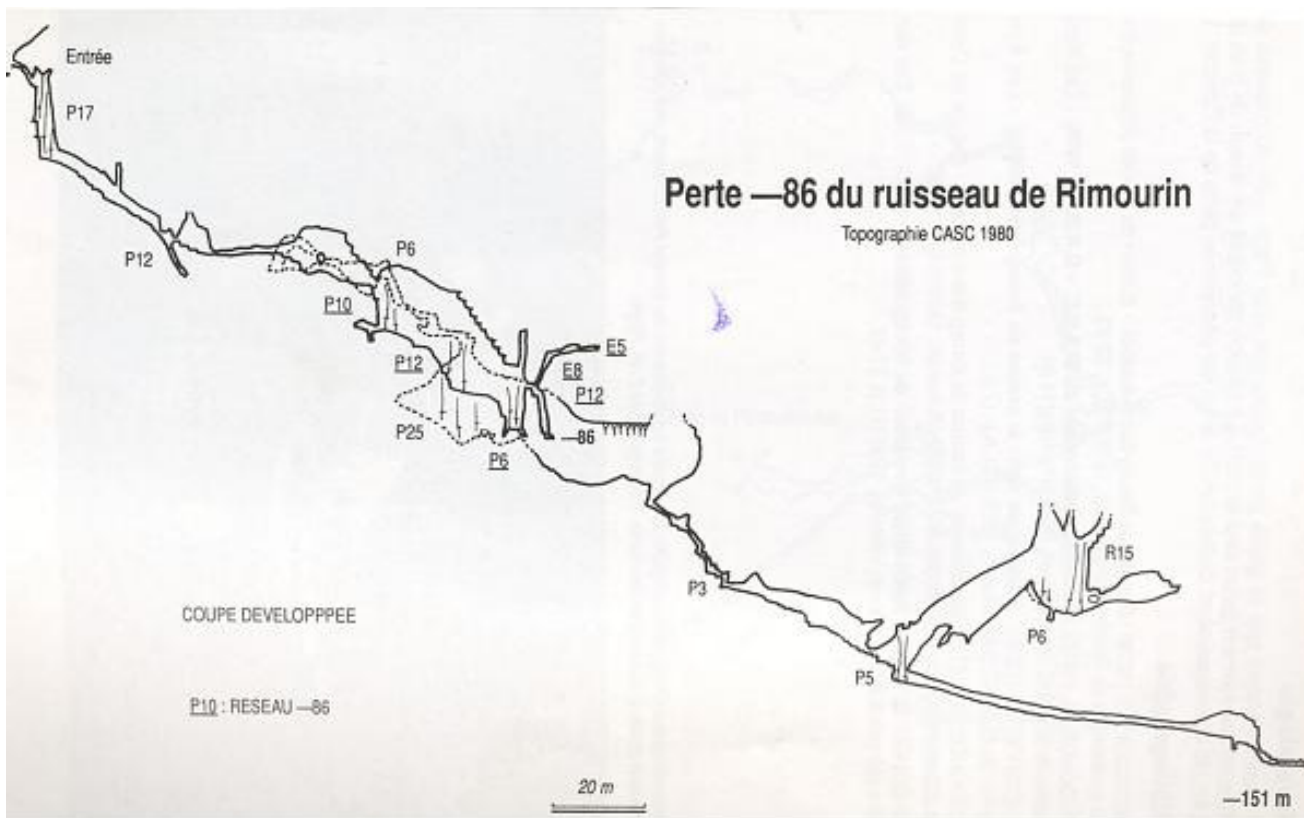 Entrée
P17
Perte —86 du ruisseau de Rimourin
Topographie CASC 1980
P12
P6
P10
P12
E5
E8
P12
P25
—86
P6
R15
P3
P6
COUPE DEVELOPPPEE
P5
P10 : RESEAU —86
20 m
—151 m